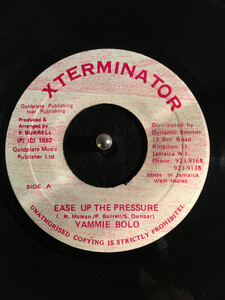 XTERMINATOR
Goldplate Publishing
Ivar Publishing
Produced &
Arranged by
P. BURRELL
(P) (C) 1992
Goldplate Music
Publisher Ltd
Distributed by
Dynamic Sounds
15 Bell Road
Kingston 11
Jamaica W.I.
Phone: 923-9168
923-9138
SIDE A
Made in Jamaica,
West Indies
EASE UP THE PRESSURE
( R. McLean/P. Burrell/S. Dunbar)
YAMMIE BOLO
UNAUTHORISED COPYING IS STRICTLY PROHIBITED